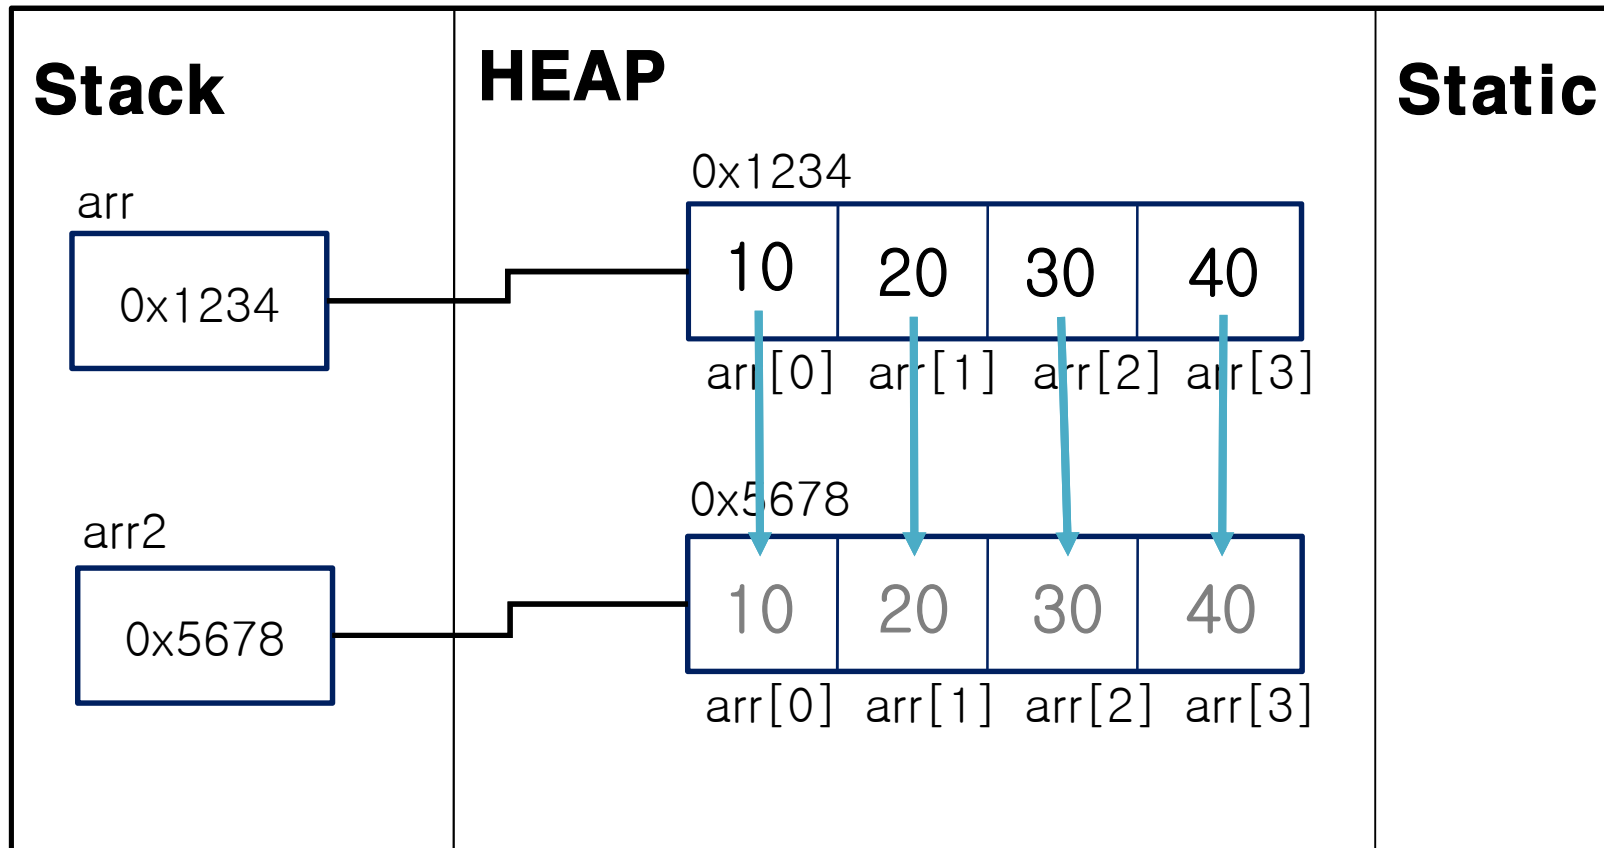 Stack
HEAP
Static
arr
0x1234
0x1234
10 20 30 40
arr[0] arr[1] arr[2] arr[3]
arr2
0x5678
0x5678
10 20 30 40
arr[0] arr[1] arr[2] arr[3]